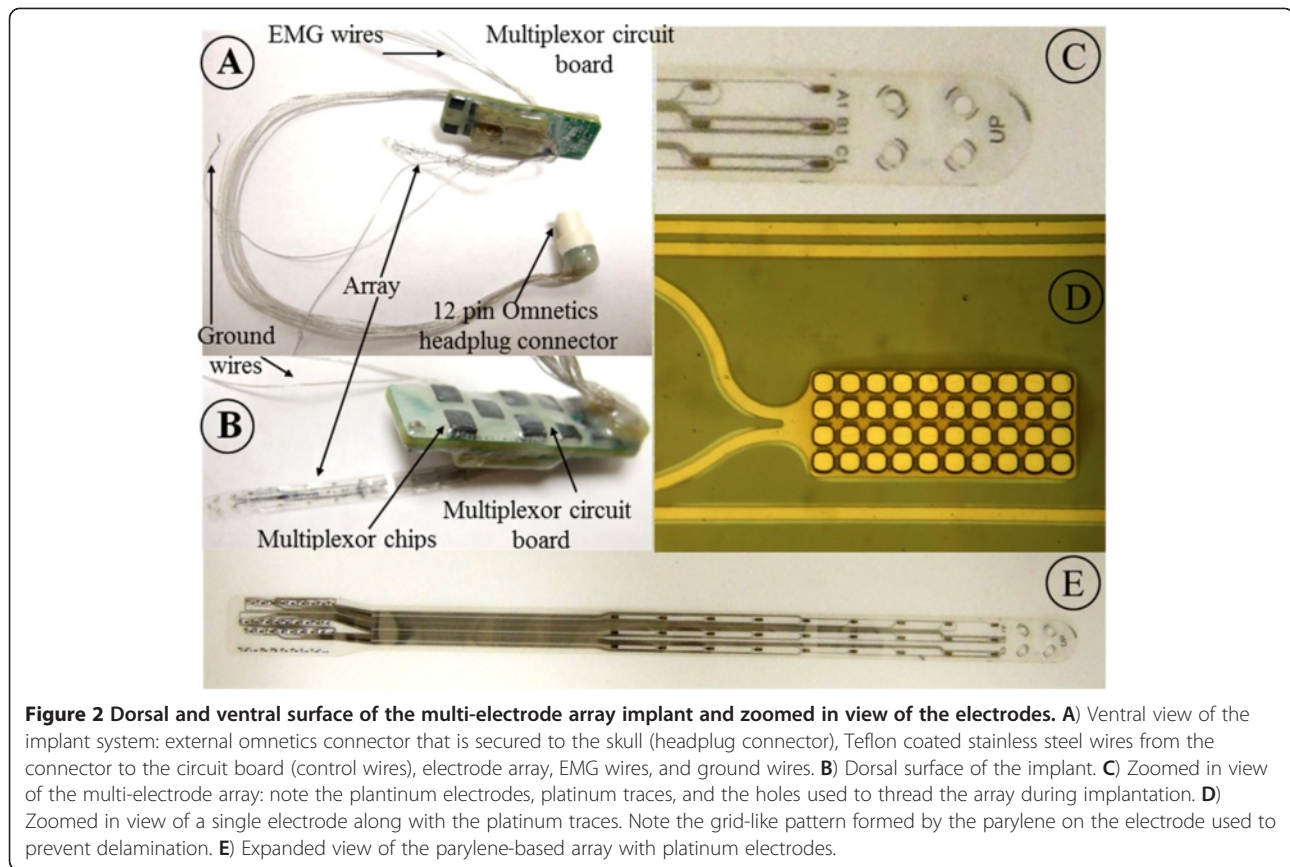 A
EMG wires
Multiplexor circuit
board
Array
12 pin Omnetics
headplug connector
Ground
wires
B
Multiplexor chips
Multiplexor circuit
board
C
A1 B1 C1
UP
D
E
UP
Figure 2 Dorsal and ventral surface of the multi-electrode array implant and zoomed in view of the electrodes. A) Ventral view of the
implant system: external omnetics connector that is secured to the skull (headplug connector), Teflon coated stainless steel wires from the
connector to the circuit board (control wires), electrode array, EMG wires, and ground wires. B) Dorsal surface of the implant. C) Zoomed in view
of the multi-electrode array: note the plantinum electrodes, platinum traces, and the holes used to thread the array during implantation. D)
Zoomed in view of a single electrode along with the platinum traces. Note the grid-like pattern formed by the parylene on the electrode used to
prevent delamination. E) Expanded view of the parylene-based array with platinum electrodes.